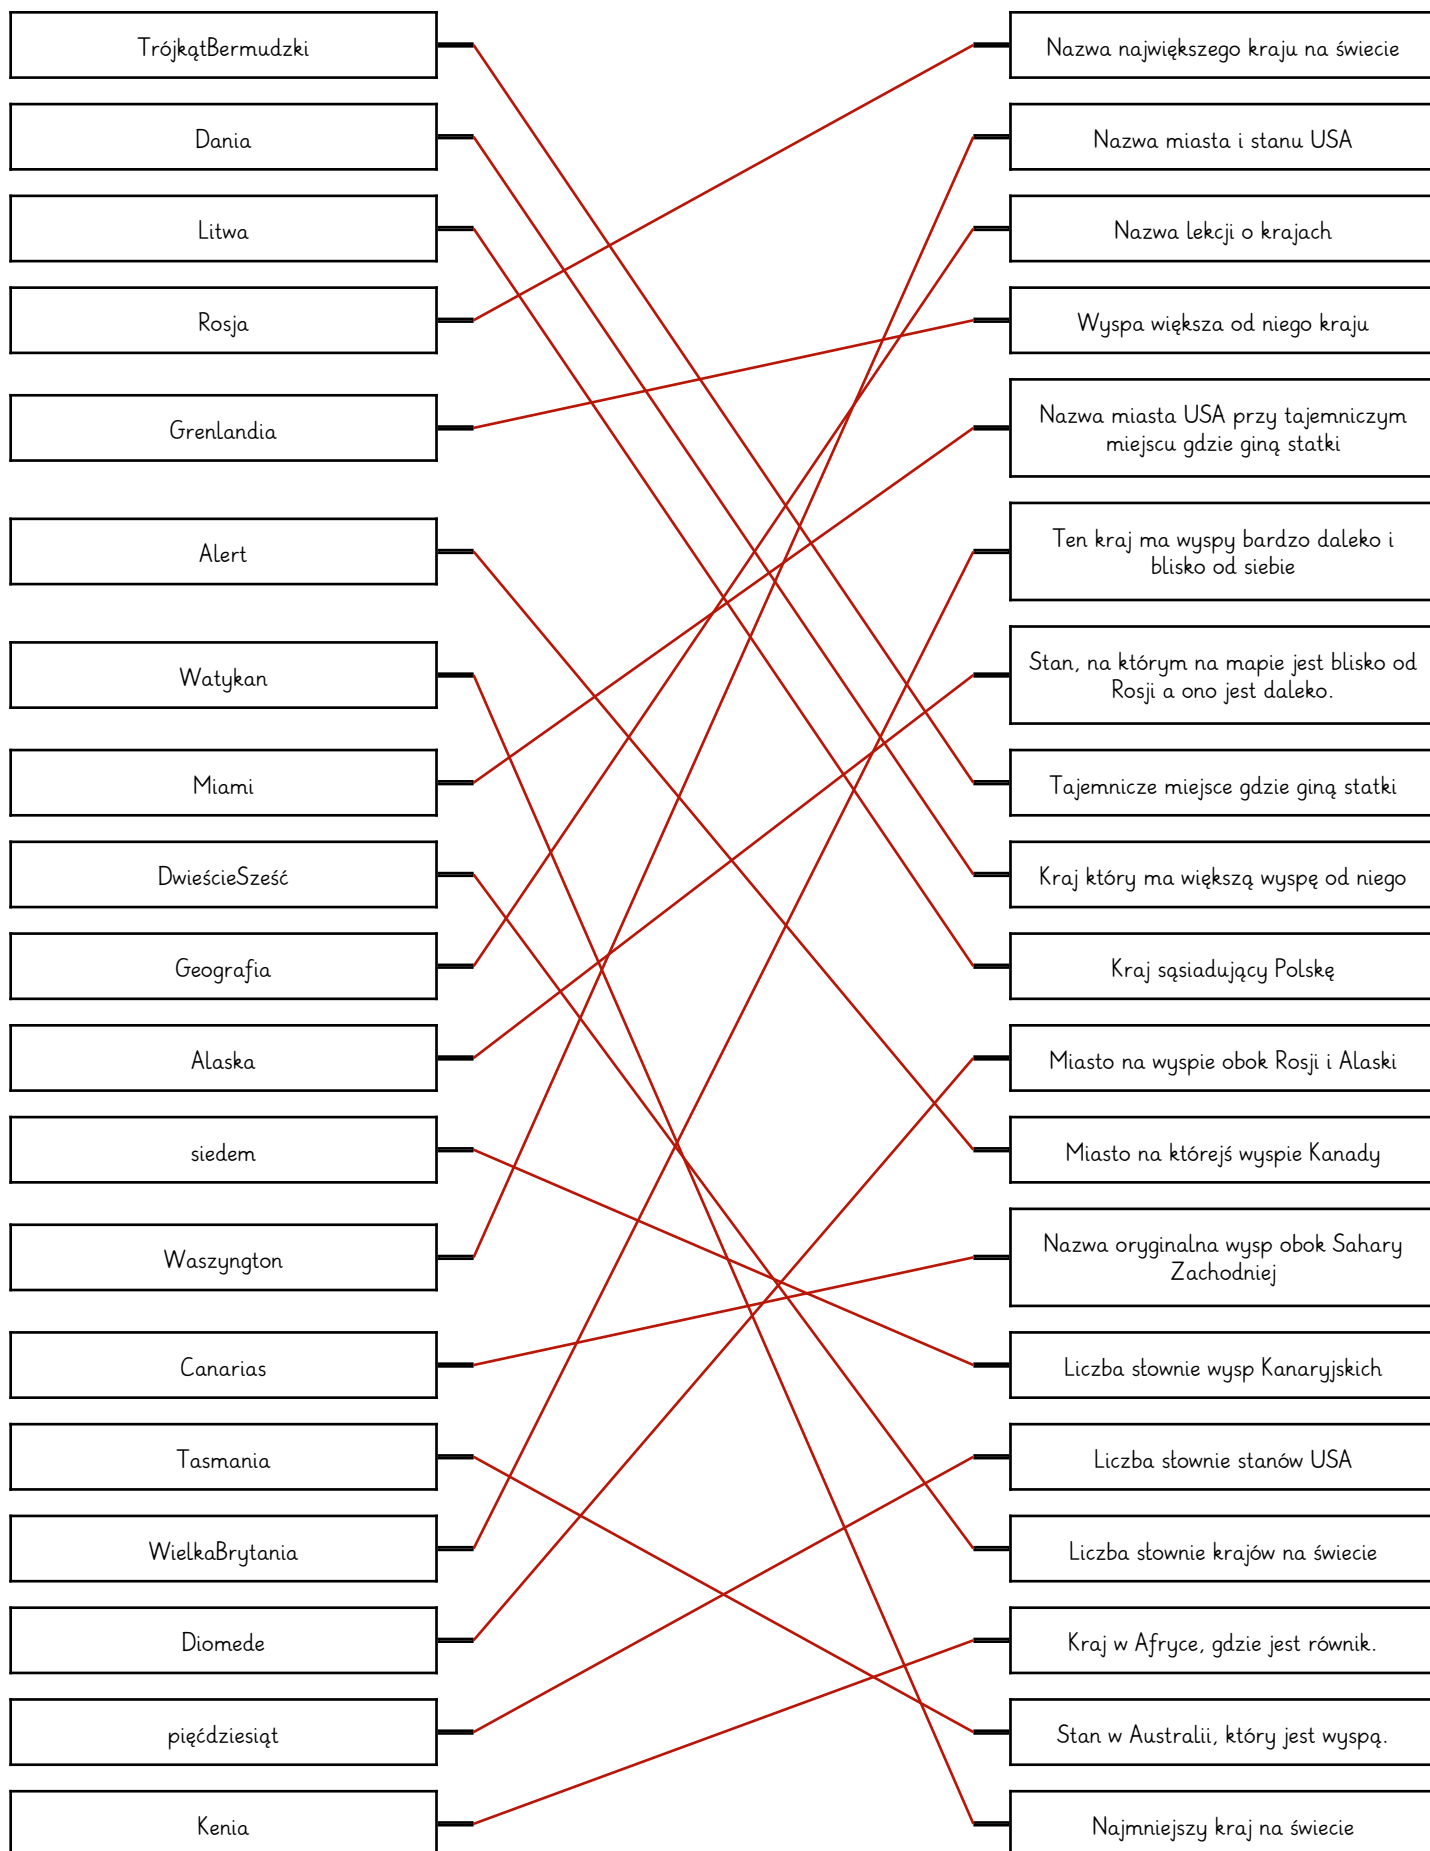 TrójkątBermudzki
Nazwa największego kraju na świecie
Dania
Nazwa miasta i stanu USA
Litwa
Nazwa lekcji o krajach
Rosja
Wyspa większa od niego kraju
Grenlandia
Nazwa miasta USA przy tajemniczym
miejscu gdzie giną statki
Alert
Ten kraj ma wyspy bardzo daleko i
blisko od siebie
Watykan
Stan, na którym na mapie jest blisko od
Rosji a ono jest daleko.
Miami
Tajemnicze miejsce gdzie giną statki
DwieścieSześć
Kraj który ma większą wyspę od niego
Geografia
Kraj sąsiadujący Polskę
Alaska
Miasto na wyspie obok Rosji i Alaski
siedem
Miasto na którejś wyspie Kanady
Waszyngton
Nazwa oryginalna wysp obok Sahary
Zachodniej
Canarias
Liczba słownie wysp Kanaryjskich
Tasmania
Liczba słownie stanów USA
WielkaBrytania
Liczba słownie krajów na świecie
Diomede
Kraj w Afryce, gdzie jest równik.
pięćdziesiąt
Stan w Australii, który jest wyspą.
Kenia
Najmniejszy kraj na świecie